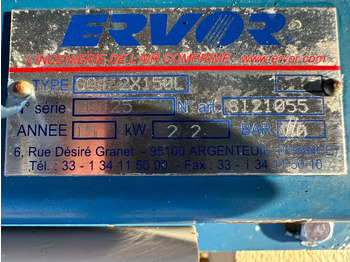 ERVOR
L'INGENIERIE DE L'AIR COMPRIME www.ervor.com
TYPE
N° série N° art. 8121055
ANNEE kW 2.2 BAR
6, Rue Désiré Granet - 95100 ARGENTEUIL (FRANCE)
Tél. : 33 - 1 34 11 50 00 - Fax : 33 - 1 34 11 50 10